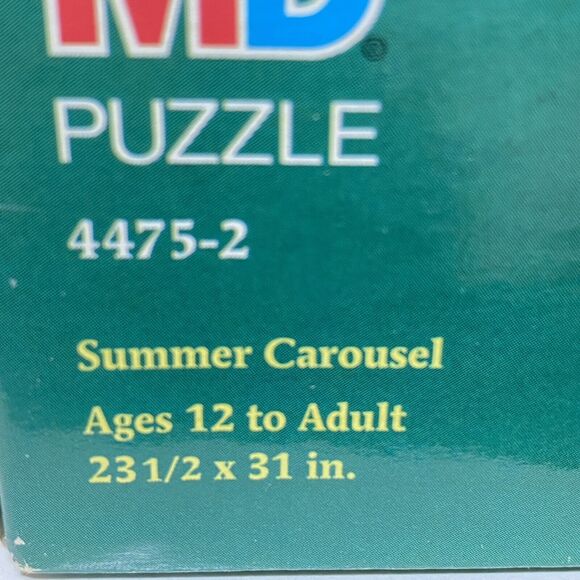 MB®
PUZZLE
4475-2
Summer Carousel
Ages 12 to Adult
23 1/2 x 31 in.